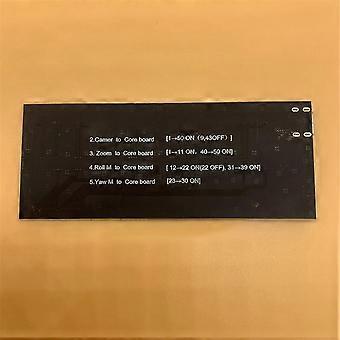 2.Camer to Core board [1→50 ON (9,43OFF) ]
3. Zoom to Core board [1→11 ON, 40→50 ON]
4.Roll M to Core board [ 12→22 ON(22 OFF), 31→39 ON]
5.Yaw M to Core board [23→30 ON]